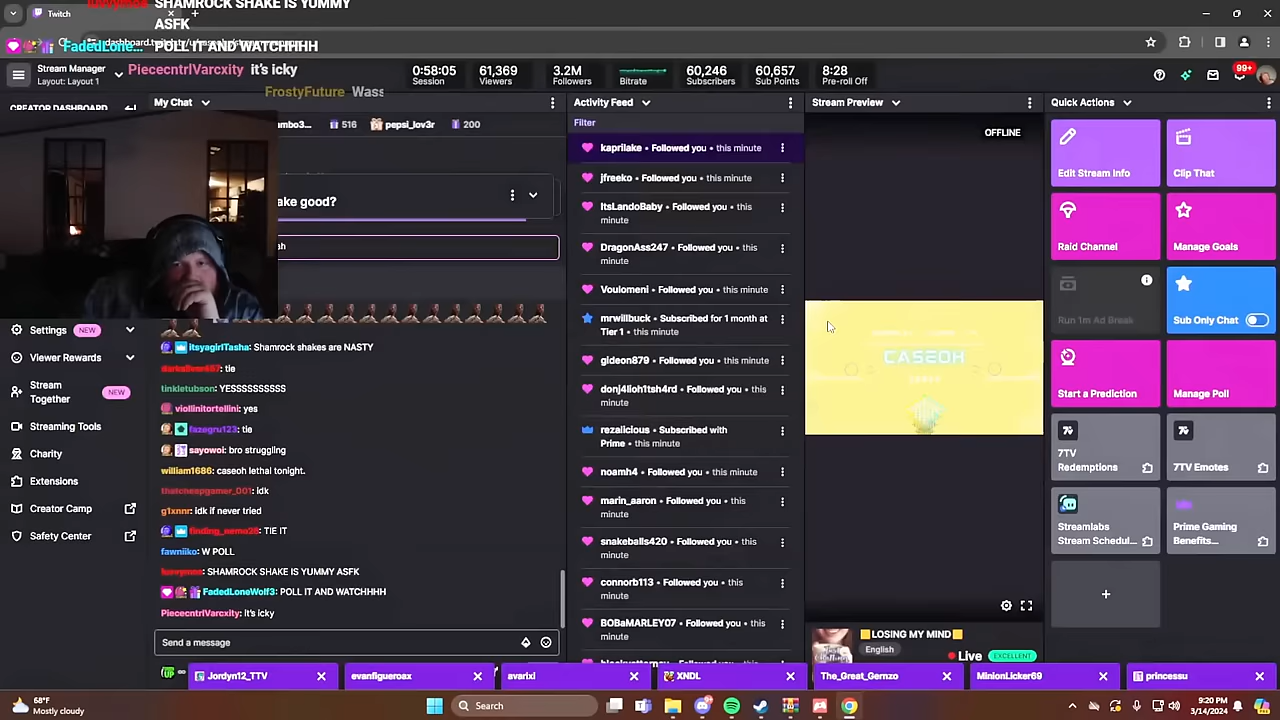 SHAMROCK SHAKE IS YUMMY
ASFK
Twitch
FadedLone...
POLL IT AND WATCHHHH
PiececntrlVarcxity it's icky
FrostyFuture Wass
Stream Manager
Layout: Layout 1
0:58:05
Session
61,369
Viewers
3.2M
Followers
Bitrate
60,246
Subscribers
60,657
Sub Points
8:28
Pre-roll Off
99+
CREATOR DASHBOARD
My Chat
Activity Feed
Stream Preview
Quick Actions
516
pepsi_lov3r
200
ake good?
Settings
NEW
Viewer Rewards
Stream
Together
NEW
Streaming Tools
Charity
Extensions
Creator Camp
Safety Center
itsyagirlTasha: Shamrock shakes are NASTY
tie
tinkletubson: YESSSSSSSSSS
viollinitortellini: yes
fazegru123: tie
sayowoi: bro struggling
william1686: caseoh lethal tonight.
thatcheapgamer_001: idk
g1xnnr: idk if never tried
finding_nemo26: TIE IT
fawniiko: W POLL
SHAMROCK SHAKE IS YUMMY ASFK
FadedLoneWolf3: POLL IT AND WATCHHHH
PiececntrlVarcxity: it's icky
Send a message
Filter
kaprilake • Followed you • this minute
jfreeko • Followed you • this minute
ItsLandoBaby • Followed you • this
minute
DragonAss247 • Followed you • this
minute
Voulomeni • Followed you • this minute
mrwillbuck • Subscribed for 1 month at
Tier 1 • this minute
gideon879 • Followed you • this minute
donj4lloh1tsh4rd • Followed you • this
minute
rezalicious • Subscribed with
Prime • this minute
noamh4 • Followed you • this minute
marin_aaron • Followed you • this
minute
snakeballs420 • Followed you • this
minute
connorb113 • Followed you • this
minute
BOBaMARLEY07 • Followed you • this
minute
OFFLINE
CASEOH
LOSING MY MIND
English
Live
EXCELLENT
Edit Stream Info
Clip That
Raid Channel
Manage Goals
Run 1m Ad Break
Sub Only Chat
Start a Prediction
Manage Poll
7TV
Redemptions
7TV Emotes
Streamlabs
Stream Schedul...
Prime Gaming
Benefits...
Jordyn12_TTV
evanfigueroax
avarixi
XNDL
The_Great_Gernzo
MinionLicker69
princessu
68°F
Mostly cloudy
Search
9:20 PM
3/14/2024